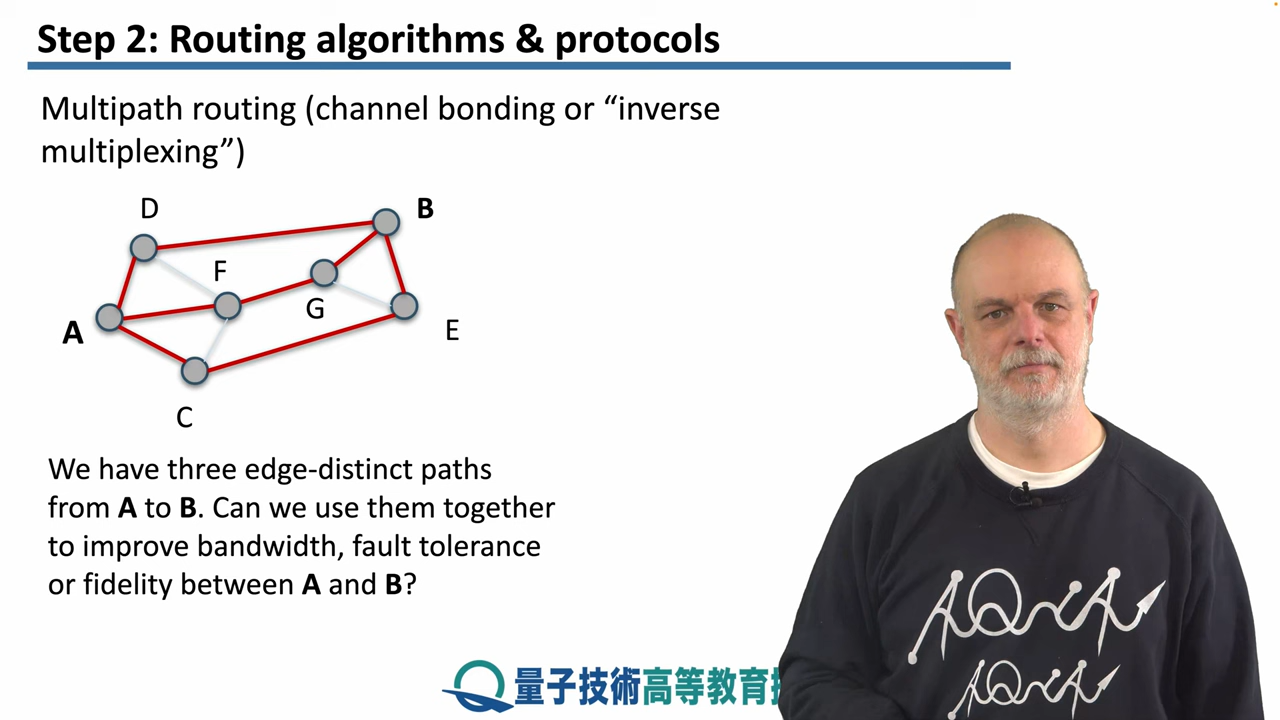 Step 2: Routing algorithms & protocols
Multipath routing (channel bonding or “inverse
multiplexing”)
D
B
F
G
A
E
C
We have three edge-distinct paths
from A to B. Can we use them together
to improve bandwidth, fault tolerance
or fidelity between A and B?
量子技術高等教育